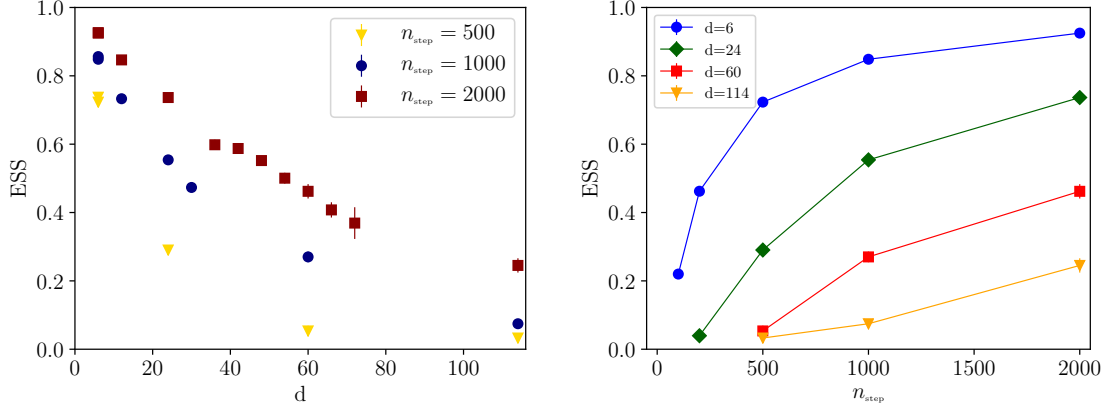 1.0
0.8
0.6
0.4
0.2
0.0
ESS
0 20 40 60 80 100
d
n_step = 500
n_step = 1000
n_step = 2000
1.0
0.8
0.6
0.4
0.2
0.0
ESS
0 500 1000 1500 2000
n_step
d=6
d=24
d=60
d=114